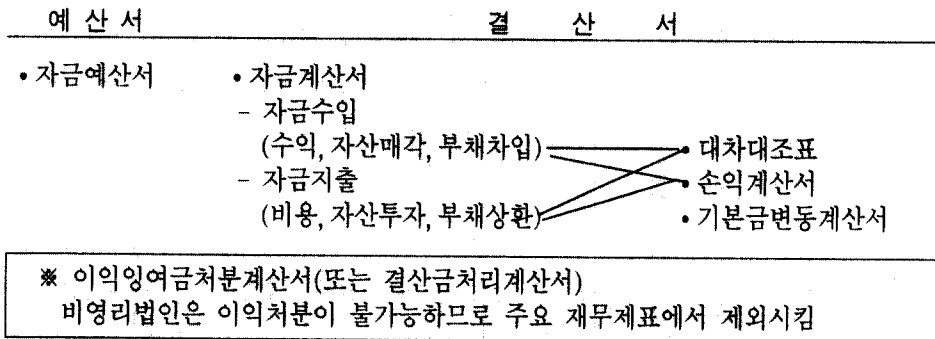 예 산 서 결 산 서
• 자금예산서 • 자금계산서
- 자금수입
(수익, 자산매각, 부채차입) • 대차대조표
- 자금지출 • 손익계산서
(비용, 자산투자, 부채상환) • 기본금변동계산서
※ 이익잉여금처분계산서(또는 결산금처리계산서)
비영리법인은 이익처분이 불가능하므로 주요 재무제표에서 제외시킴